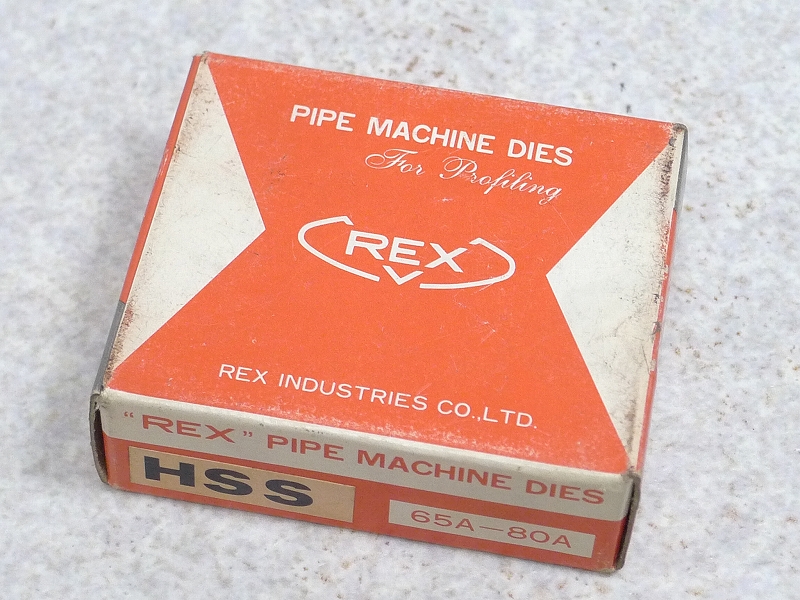 PIPE MACHINE DIES
For Profiling
REX
REX INDUSTRIES CO.,LTD.
“REX” PIPE MACHINE DIES
HSS
65A-80A